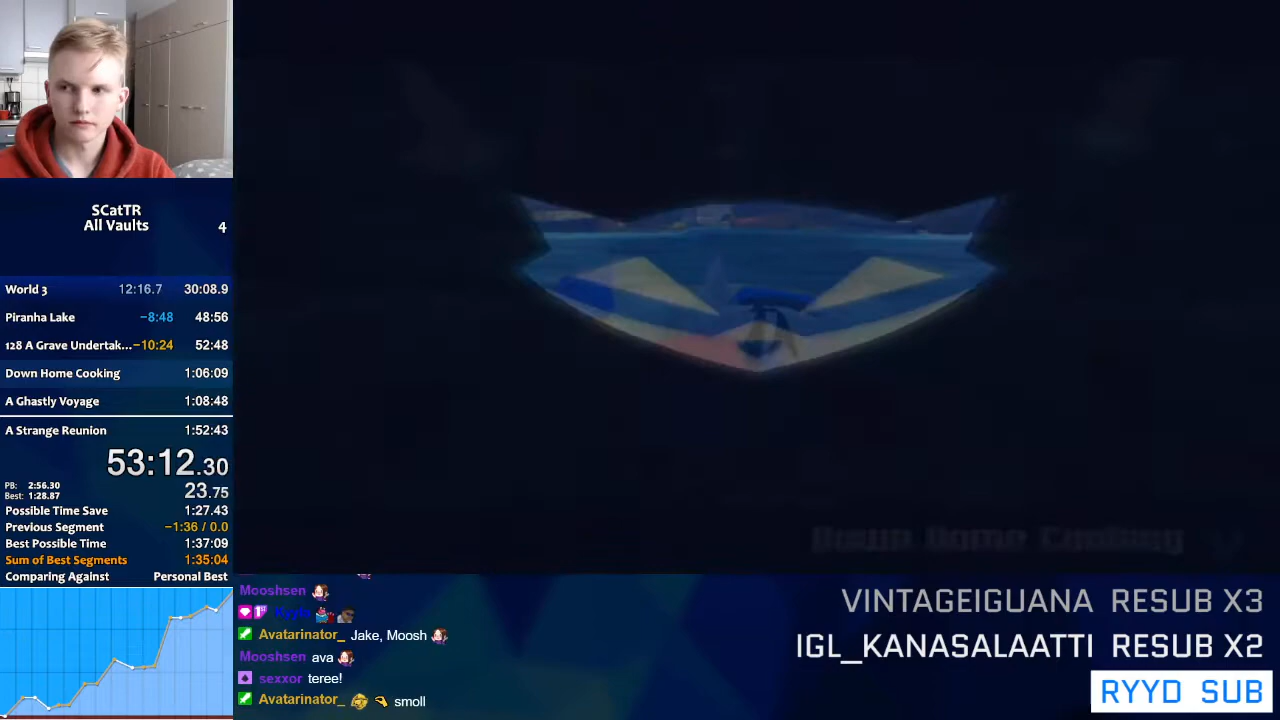 SCatTR
All Vaults
4
World 3 12:16.7 30:08.9
Piranha Lake −8:48 48:56
128 A Grave Undertak... −10:24 52:48
Down Home Cooking 1:06:09
A Ghastly Voyage 1:08:48
A Strange Reunion 1:52:43
53:12.30
PB: 2:56.30
Best: 1:28.87
23.75
Possible Time Save 1:27.43
Previous Segment −1:36 / 0.0
Best Possible Time 1:37:09
Sum of Best Segments 1:35:04
Comparing Against Personal Best
Down Home Cooking
Mooshsen
Avatarinator_ Jake, Moosh
Mooshsen ava
sexxor teree!
Avatarinator_ smoll
VINTAGEIGUANA RESUB X3
IGL_KANASALAATTI RESUB X2
RYYD SUB